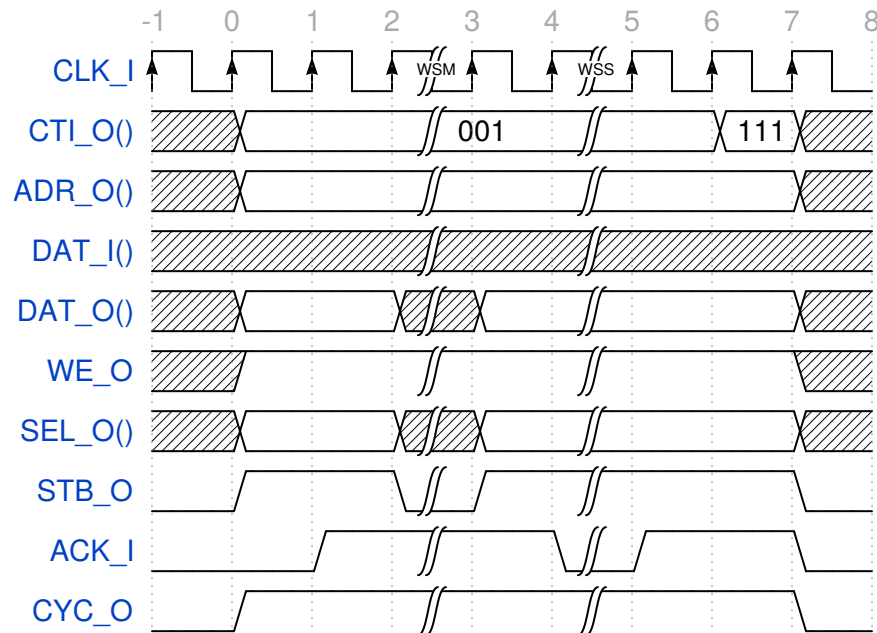 -1 0 1 2 3 4 5 6 7 8
CLK_I WSM WSS
CTI_O() 001 111
ADR_O()
DAT_I()
DAT_O()
WE_O
SEL_O()
STB_O
ACK_I
CYC_O